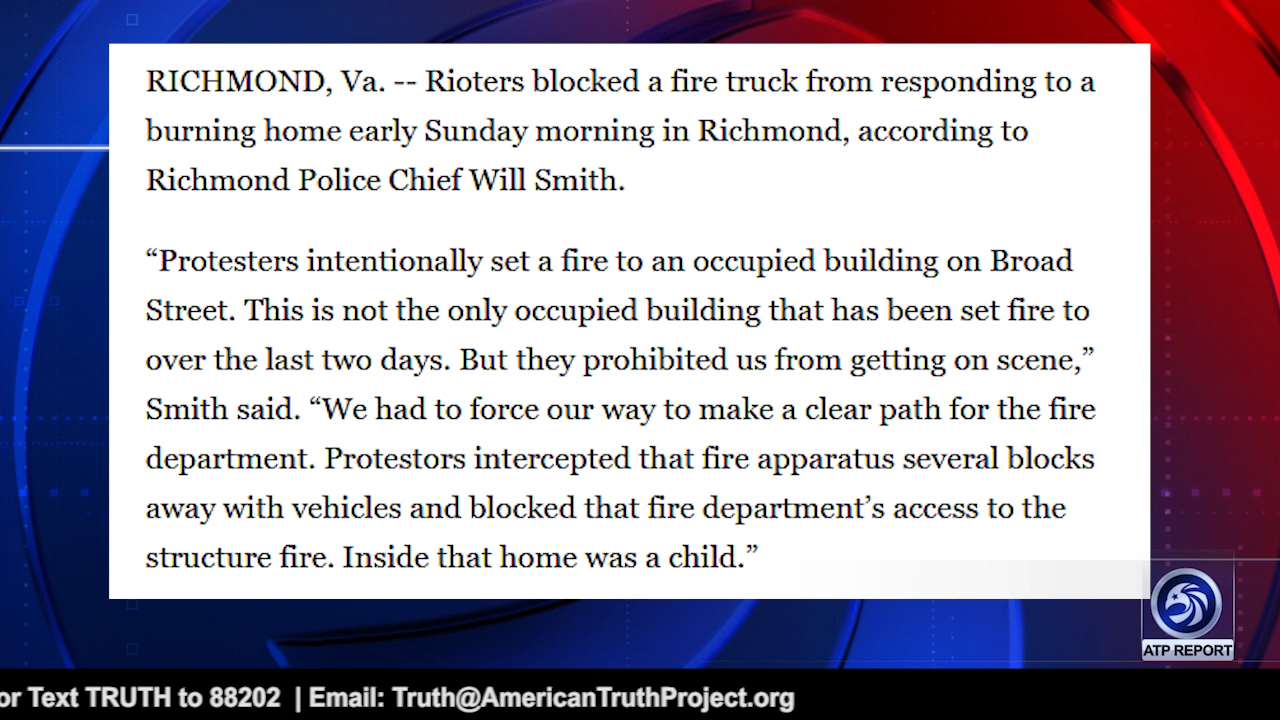 RICHMOND, Va. -- Rioters blocked a fire truck from responding to a
burning home early Sunday morning in Richmond, according to
Richmond Police Chief Will Smith.
“Protesters intentionally set a fire to an occupied building on Broad
Street. This is not the only occupied building that has been set fire to
over the last two days. But they prohibited us from getting on scene,”
Smith said. “We had to force our way to make a clear path for the fire
department. Protestors intercepted that fire apparatus several blocks
away with vehicles and blocked that fire department’s access to the
structure fire. Inside that home was a child.”
ATP REPORT
or Text TRUTH to 88202 | Email: Truth@AmericanTruthProject.org